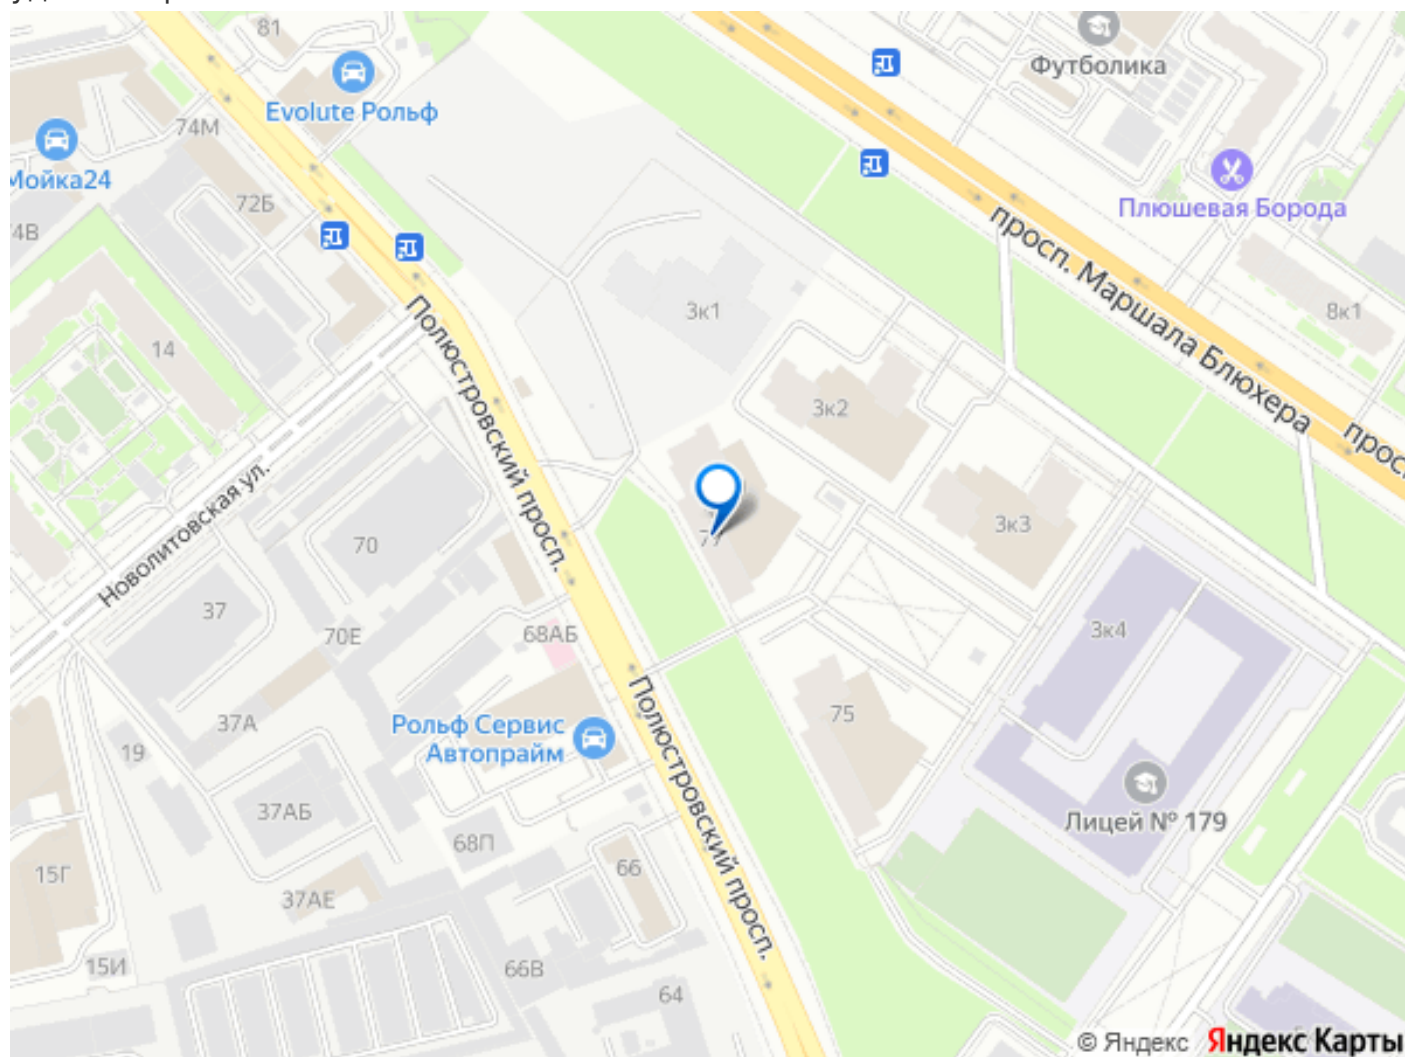 81
Evolute Рольф
Футболика
74М
Мойка24
72Б
4В
Плюшевая Борода
просп. Маршала Блюхера
просп
8к1
3к1
14
Полюстровский просп.
3к2
Новолитовская ул.
70
3к3
37
70Е
68АБ
3к4
37А
19
Рольф Сервис
Автопрайм
Полюстровский просп.
75
37АБ
68П
Лицей № 179
66
15Г
37АЕ
15И
66В
64
© Яндекс Яндекс Карты